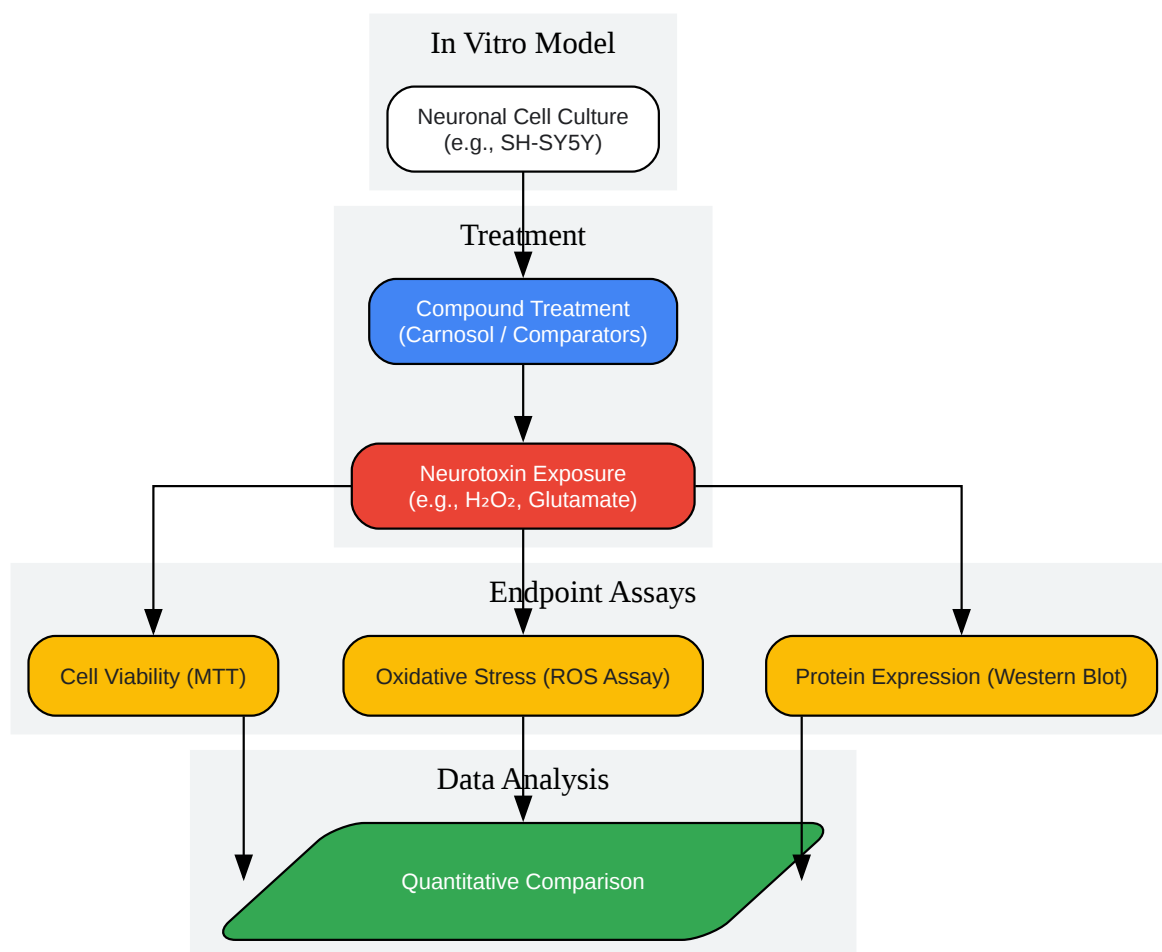 In Vitro Model
Neuronal Cell Culture
(e.g., SH-SY5Y)
Treatment
Compound Treatment
(Carnosol / Comparators)
Neurotoxin Exposure
(e.g., H₂O₂, Glutamate)
Endpoint Assays
Cell Viability (MTT)
Oxidative Stress (ROS Assay)
Protein Expression (Western Blot)
Data Analysis
Quantitative Comparison